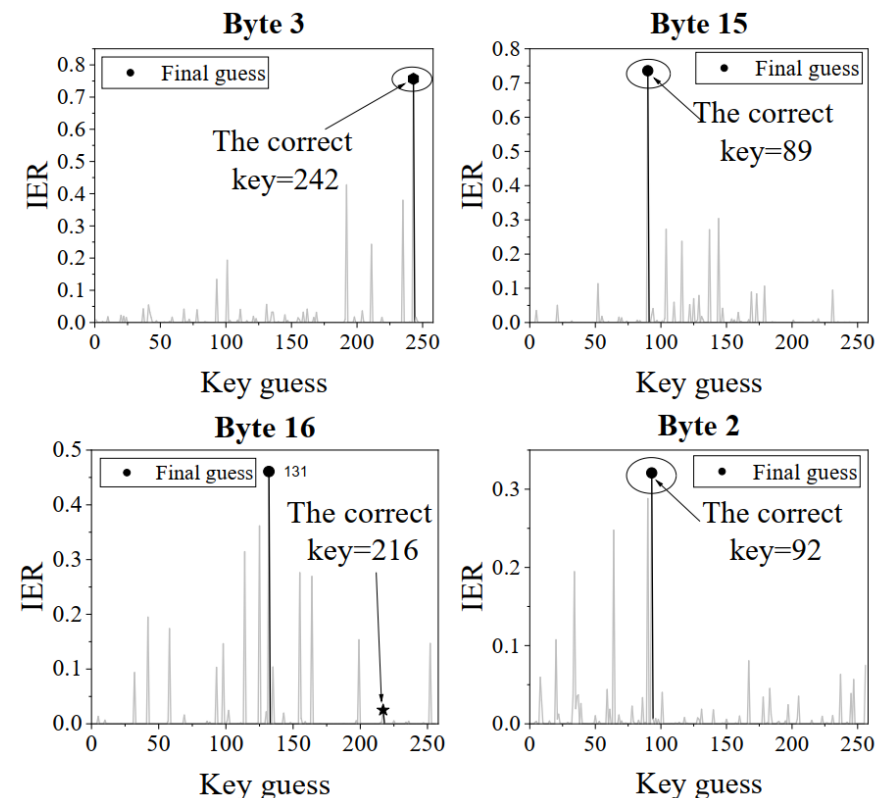 Byte 3
IER
0.8
0.7
0.6
0.5
0.4
0.3
0.2
0.1
0.0
Final guess
The correct
key=242
0 50 100 150 200 250
Key guess
Byte 15
IER
0.8
0.7
0.6
0.5
0.4
0.3
0.2
0.1
0.0
Final guess
The correct
key=89
0 50 100 150 200 250
Key guess
Byte 16
IER
0.5
0.4
0.3
0.2
0.1
0.0
Final guess
131
The correct
key=216
0 50 100 150 200 250
Key guess
Byte 2
IER
0.3
0.2
0.1
0.0
Final guess
The correct
key=92
0 50 100 150 200 250
Key guess